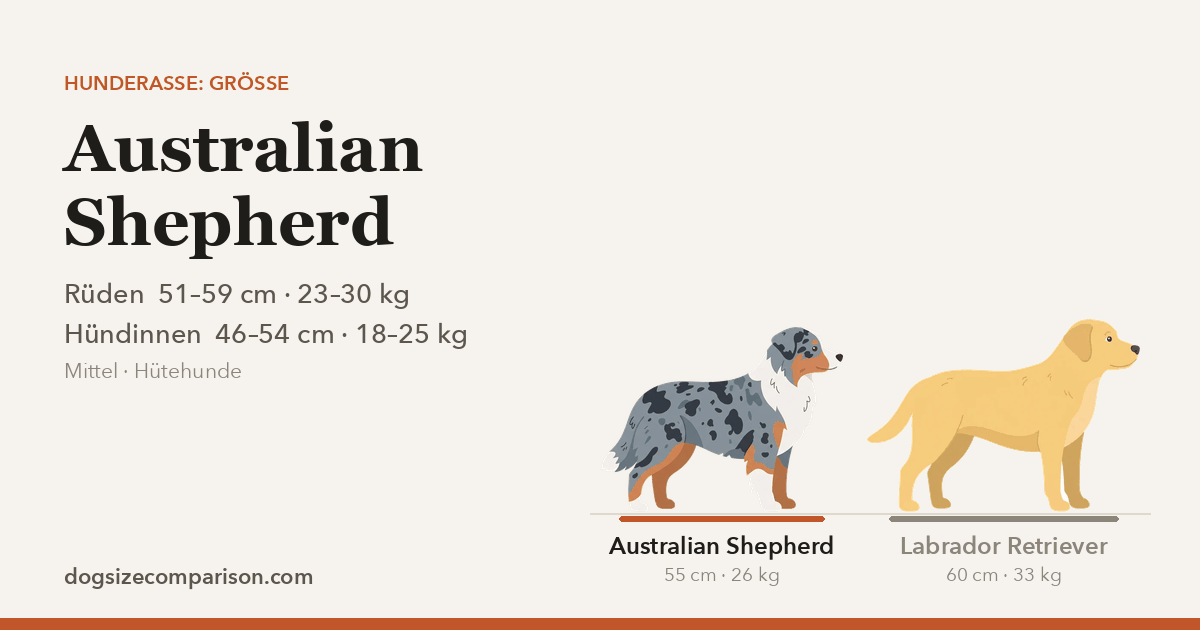 HUNDERASSE: GRÖSSE
Australian
Shepherd
Rüden 51–59 cm · 23–30 kg
Hündinnen 46–54 cm · 18–25 kg
Mittel · Hütehunde
Australian Shepherd
55 cm · 26 kg
Labrador Retriever
60 cm · 33 kg
dogsizecomparison.com